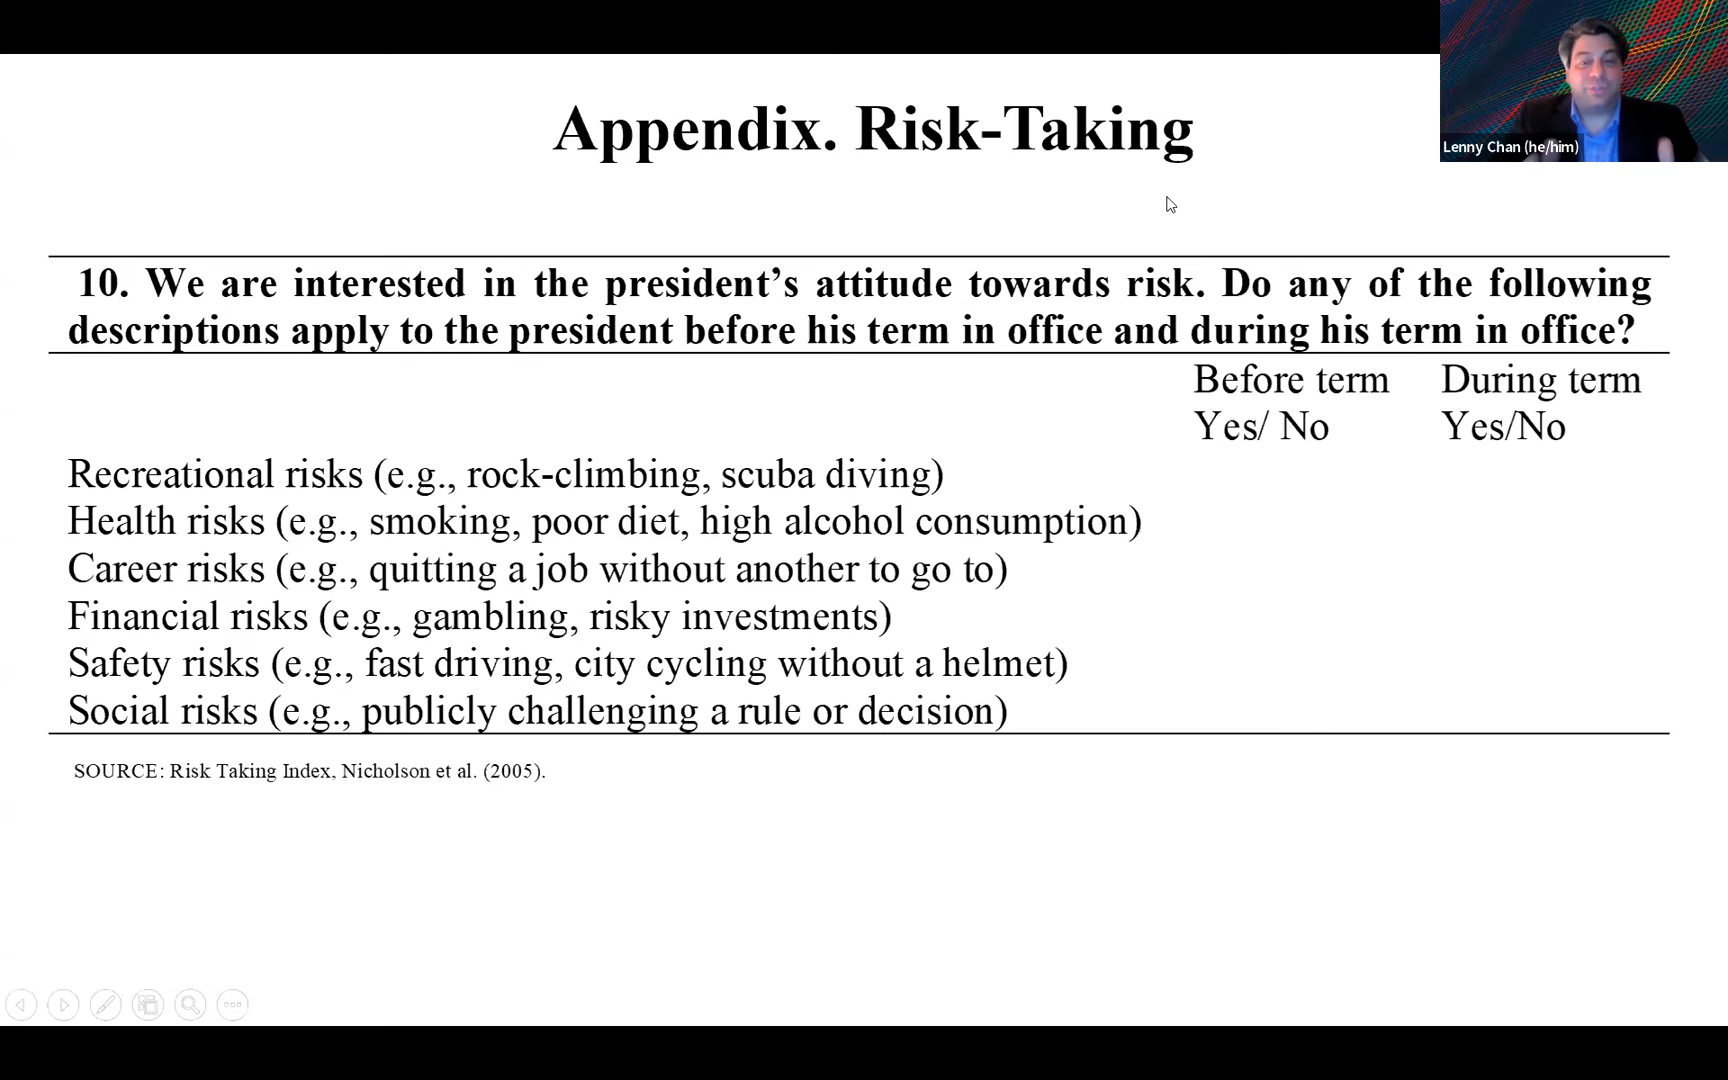 Appendix. Risk-Taking
Lenny Chan (he/him)
10. We are interested in the president’s attitude towards risk. Do any of the following
descriptions apply to the president before his term in office and during his term in office?
Before term During term
Yes/ No Yes/No
Recreational risks (e.g., rock-climbing, scuba diving)
Health risks (e.g., smoking, poor diet, high alcohol consumption)
Career risks (e.g., quitting a job without another to go to)
Financial risks (e.g., gambling, risky investments)
Safety risks (e.g., fast driving, city cycling without a helmet)
Social risks (e.g., publicly challenging a rule or decision)
SOURCE: Risk Taking Index, Nicholson et al. (2005).